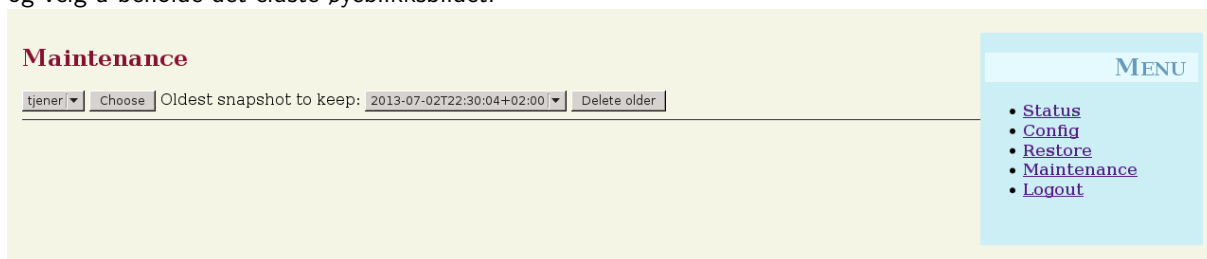 og velg å beholde det eldste øyeblikksbildet.
Maintenance
tjener Choose Oldest snapshot to keep: 2013-07-02T22:30:04+02:00 Delete older
MENU
• Status
• Config
• Restore
• Maintenance
• Logout